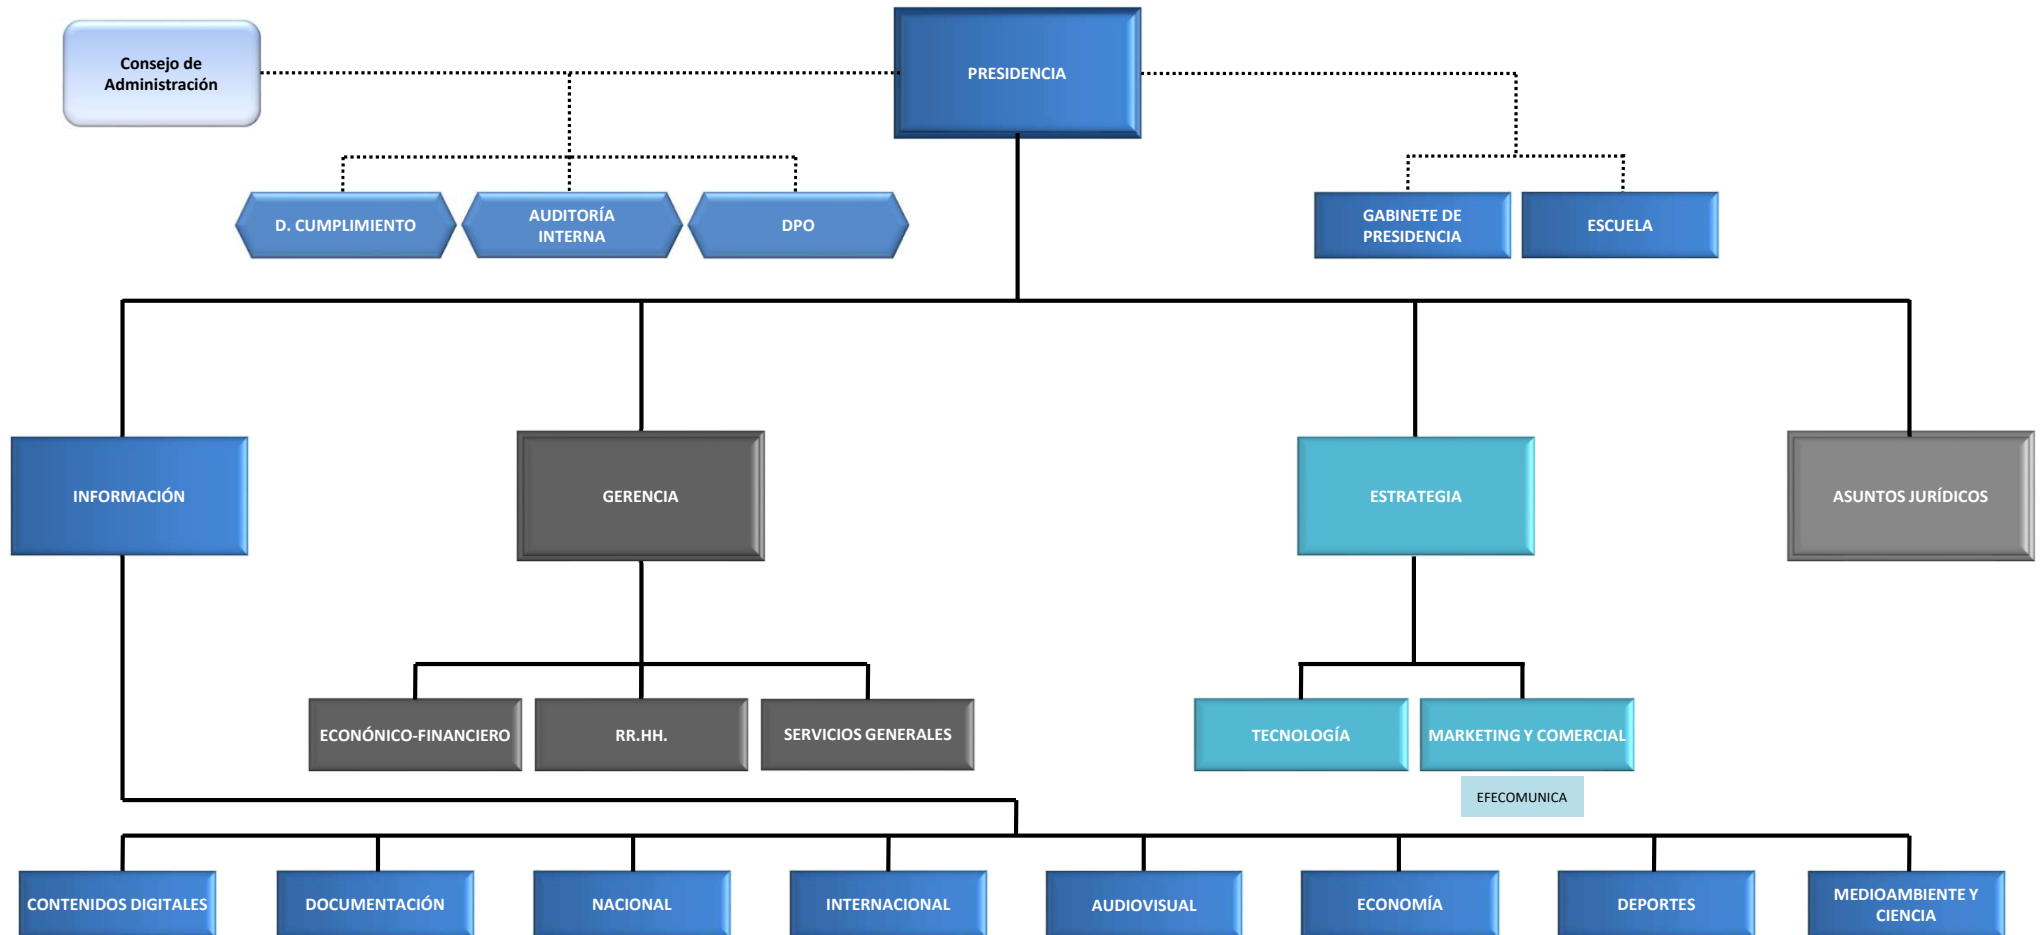 Consejo de
Administración
PRESIDENCIA
D. CUMPLIMIENTO
AUDITORÍA
INTERNA
DPO
GABINETE DE
PRESIDENCIA
ESCUELA
INFORMACIÓN
GERENCIA
ESTRATEGIA
ASUNTOS JURÍDICOS
ECONÓNICO-FINANCIERO
RR.HH.
SERVICIOS GENERALES
TECNOLOGÍA
MARKETING Y COMERCIAL
EFECOMUNICA
CONTENIDOS DIGITALES
DOCUMENTACIÓN
NACIONAL
INTERNACIONAL
AUDIOVISUAL
ECONOMÍA
DEPORTES
MEDIOAMBIENTE Y
CIENCIA